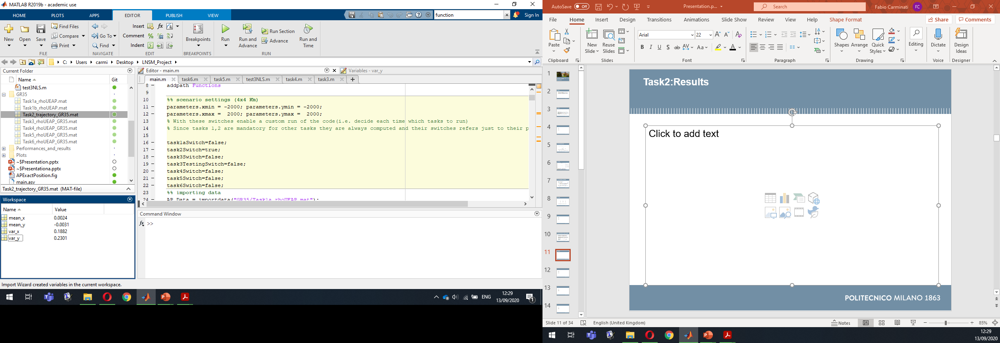 MATLAB R2019b - academic use
HOME PLOTS APPS EDITOR PUBLISH VIEW
function
Sign In
New Open Save
Find Files
Compare
Print
Go To
Find
Insert fx
Comment
Indent
Breakpoints
Run
Run and Advance
Run Section
Advance
Run and Time
FILE NAVIGATE EDIT BREAKPOINTS RUN
C: Users carmi Desktop LNSM_Project
Current Folder
Name Git
test3NLS.m
GR35
Task1a_rhoUEAP.mat
Task1b_rhoUEAP.mat
Task2_trajectory_GR35.mat
Task3_rhoUEAP_GR35.mat
Task4_rhoUEAP_GR35.mat
Task5_rhoUEAP_GR35.mat
Task6_rhoUEAP_GR35.mat
Performances_and_results
Plots
~$Presentation.pptx
~$Presentationa.pptx
APExactPosition.fig
main.asv
Task2_trajectory_GR35.mat (MAT-file)
Workspace
Name Value
mean_x 0.0024
mean_y -0.0031
var_x 0.1882
var_y 0.2301
Import Wizard created variables in the current workspace.
Editor - main.m
Variables - var_y
main.m task6.m task5.m test3NLS.m task4.m task3.m
8 addpath Functions
9
10 %% scenario settings (4x4 Km)
11 parameters.xmin = -2000; parameters.ymin = -2000;
12 parameters.xmax =  2000; parameters.ymax =  2000;
13 % With these switches enable a custom run of the code(i.e. decide each time which tasks to run)
14 % Since tasks 1,2 are mandatory for other tasks they are always computed and their switches refers just to their p
15
16 task1aSwitch=false;
17 task2Switch=true;
18 task3Switch=false;
19 task3TestingSwitch=false;
20 task4Switch=false;
21 task5Switch=false;
22 task6Switch=false;
23 %% importing data
24 AP_Data = importdata("GR35/Task1a_rhoUEAP.mat");
Command Window
fx >>
ENG
12:29
13/09/2020
1
AutoSave Off
Presentation.p...
Search
Fabio Carminati FC
File Home Insert Design Transitions Animations Slide Show Review View Help Shape Format
Share Comments
Paste
New Slide
Reuse Slides
Arial 22
B I U S ab AV Aa
A
Shapes Arrange Quick Styles
Editing
Dictate
Design Ideas
Clipboard Slides Font Paragraph Drawing Voice Designer
1
2
3
4
5
6
7
8
9
10
11
12
13
14
Task2:Results
Click to add text
POLITECNICO MILANO 1863
Slide 11 of 34 English (United Kingdom)
Notes
85%
12:29
13/09/2020